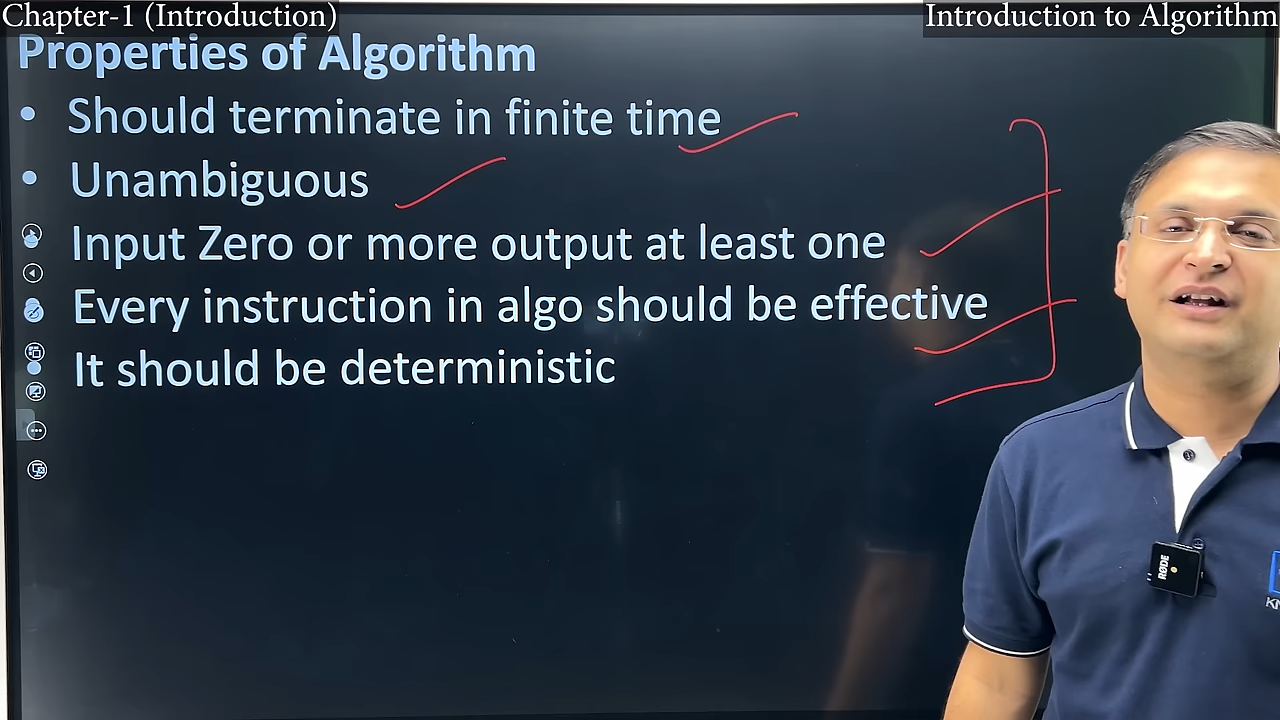 Chapter-1 (Introduction)
Introduction to Algorithm
Properties of Algorithm
• Should terminate in finite time
• Unambiguous
• Input Zero or more output at least one
• Every instruction in algo should be effective
• It should be deterministic
RØDE